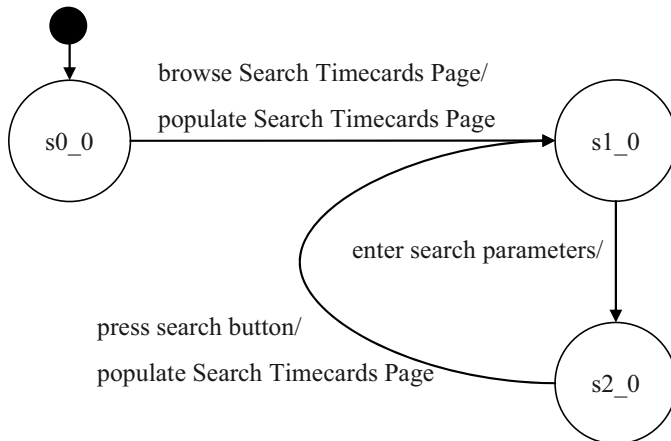 browse Search Timecards Page/
populate Search Timecards Page
s0_0
s1_0
enter search parameters/
press search button/
populate Search Timecards Page
s2_0